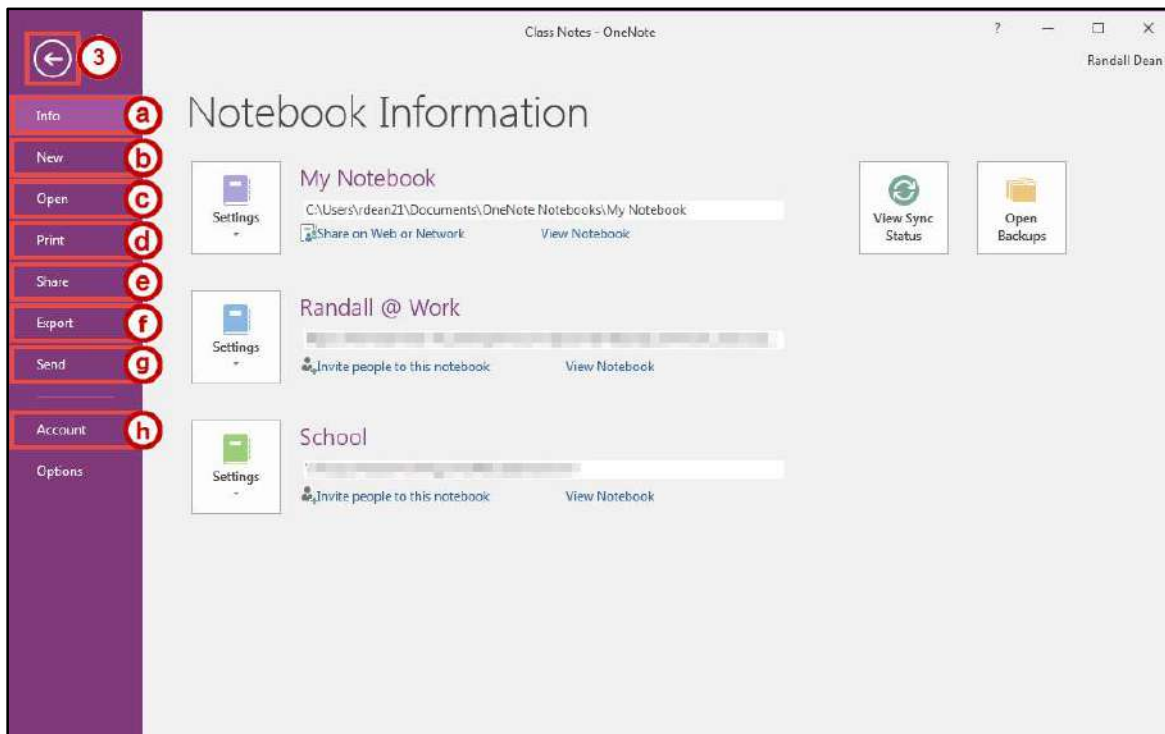 Class Notes - OneNote
?
Randall Dean
3
Info
a
New
b
Open
c
Print
d
Share
e
Export
f
Send
g
Account
h
Options
Notebook Information
Settings
My Notebook
C:\Users\rdean21\Documents\OneNote Notebooks\My Notebook
Share on Web or Network View Notebook
View Sync
Status
Open
Backups
Settings
Randall @ Work
Invite people to this notebook View Notebook
Settings
School
Invite people to this notebook View Notebook